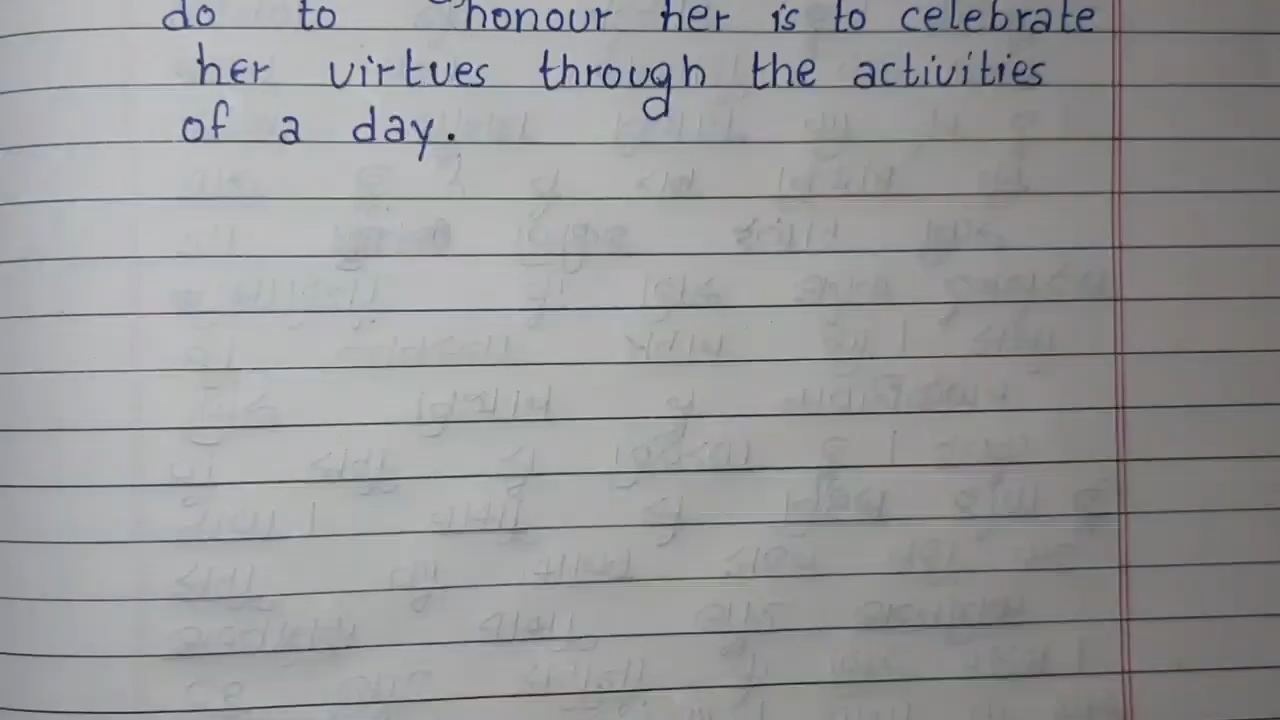 do to honour her is to celebrate
her virtues through the activities
of a day.